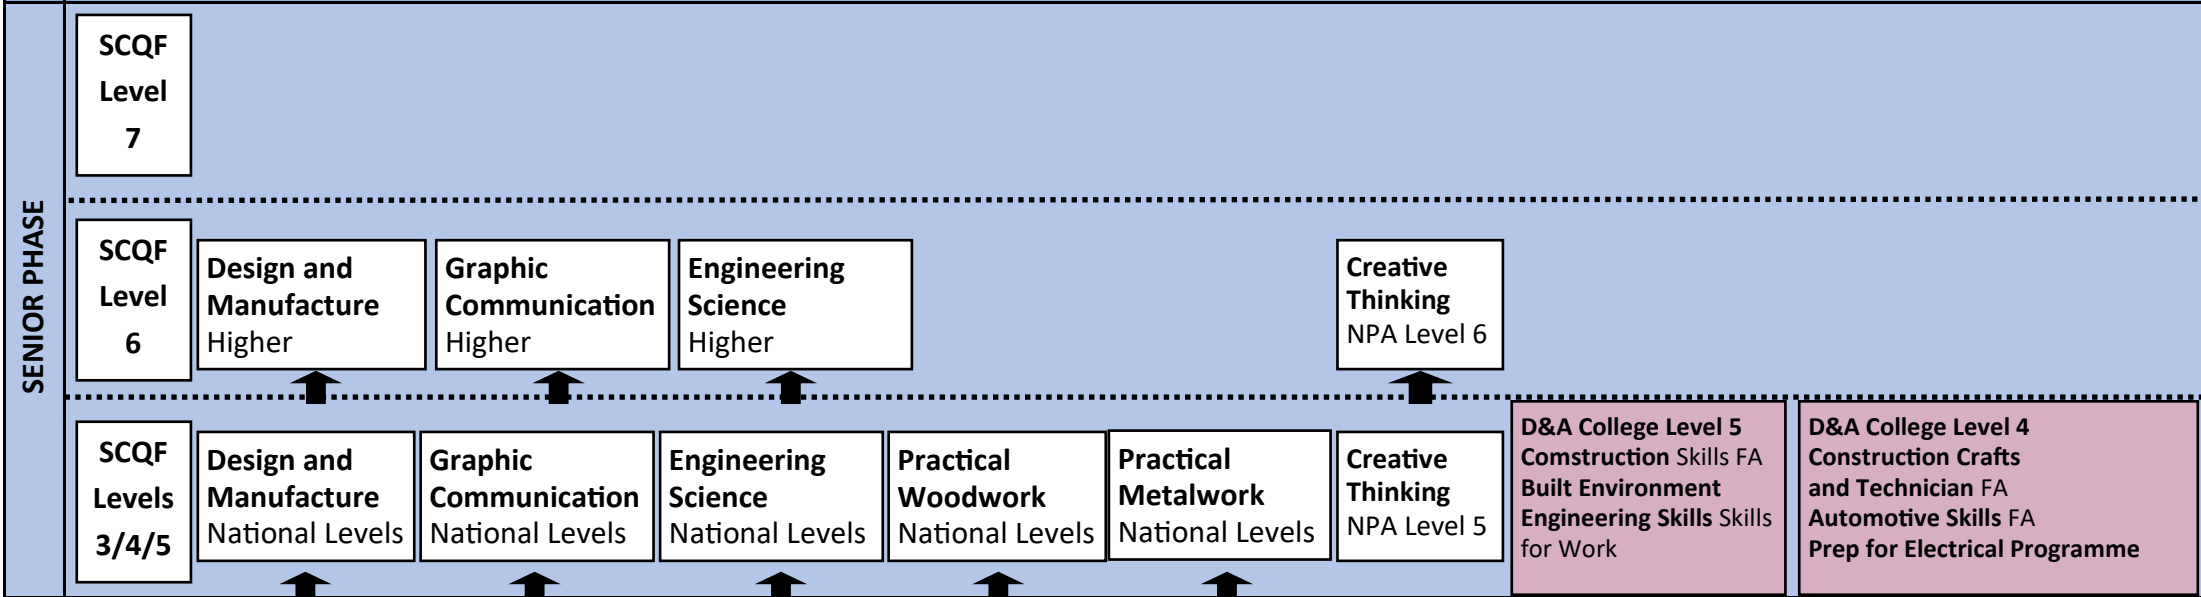 SENIOR PHASE
SCQF
Level
7
SCQF
Level
6
Design and
Manufacture
Higher
Graphic
Communication
Higher
Engineering
Science
Higher
Creative
Thinking
NPA Level 6
SCQF
Levels
3/4/5
Design and
Manufacture
National Levels
Graphic
Communication
National Levels
Engineering
Science
National Levels
Practical
Woodwork
National Levels
Practical
Metalwork
National Levels
Creative
Thinking
NPA Level 5
D&A College Level 5
Comstruction Skills FA
Built Environment
Engineering Skills Skills
for Work
D&A College Level 4
Construction Crafts
and Technician FA
Automotive Skills FA
Prep for Electrical Programme